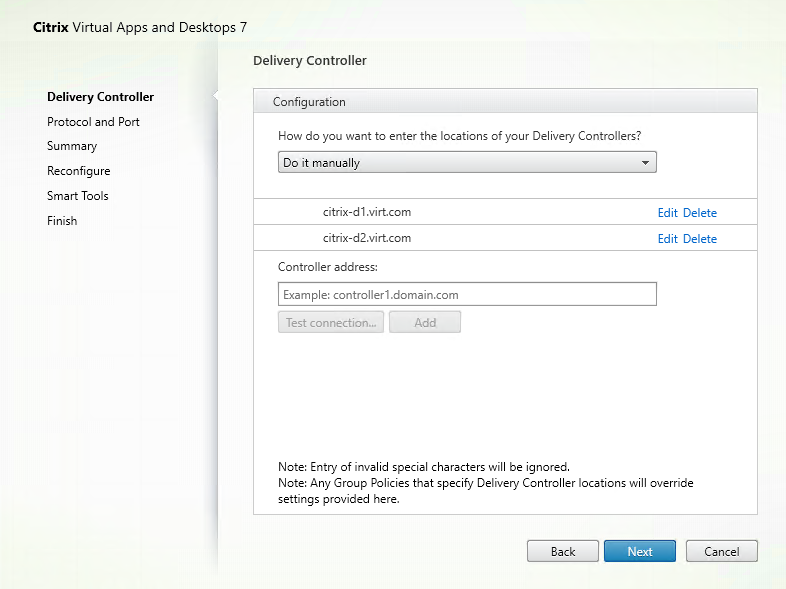 Citrix Virtual Apps and Desktops 7
Delivery Controller
Protocol and Port
Summary
Reconfigure
Smart Tools
Finish
Delivery Controller
Configuration
How do you want to enter the locations of your Delivery Controllers?
Do it manually
citrix-d1.virt.com Edit Delete
citrix-d2.virt.com Edit Delete
Controller address:
Example: controller1.domain.com
Test connection... Add
Note: Entry of invalid special characters will be ignored.
Note: Any Group Policies that specify Delivery Controller locations will override
settings provided here.
Back Next Cancel